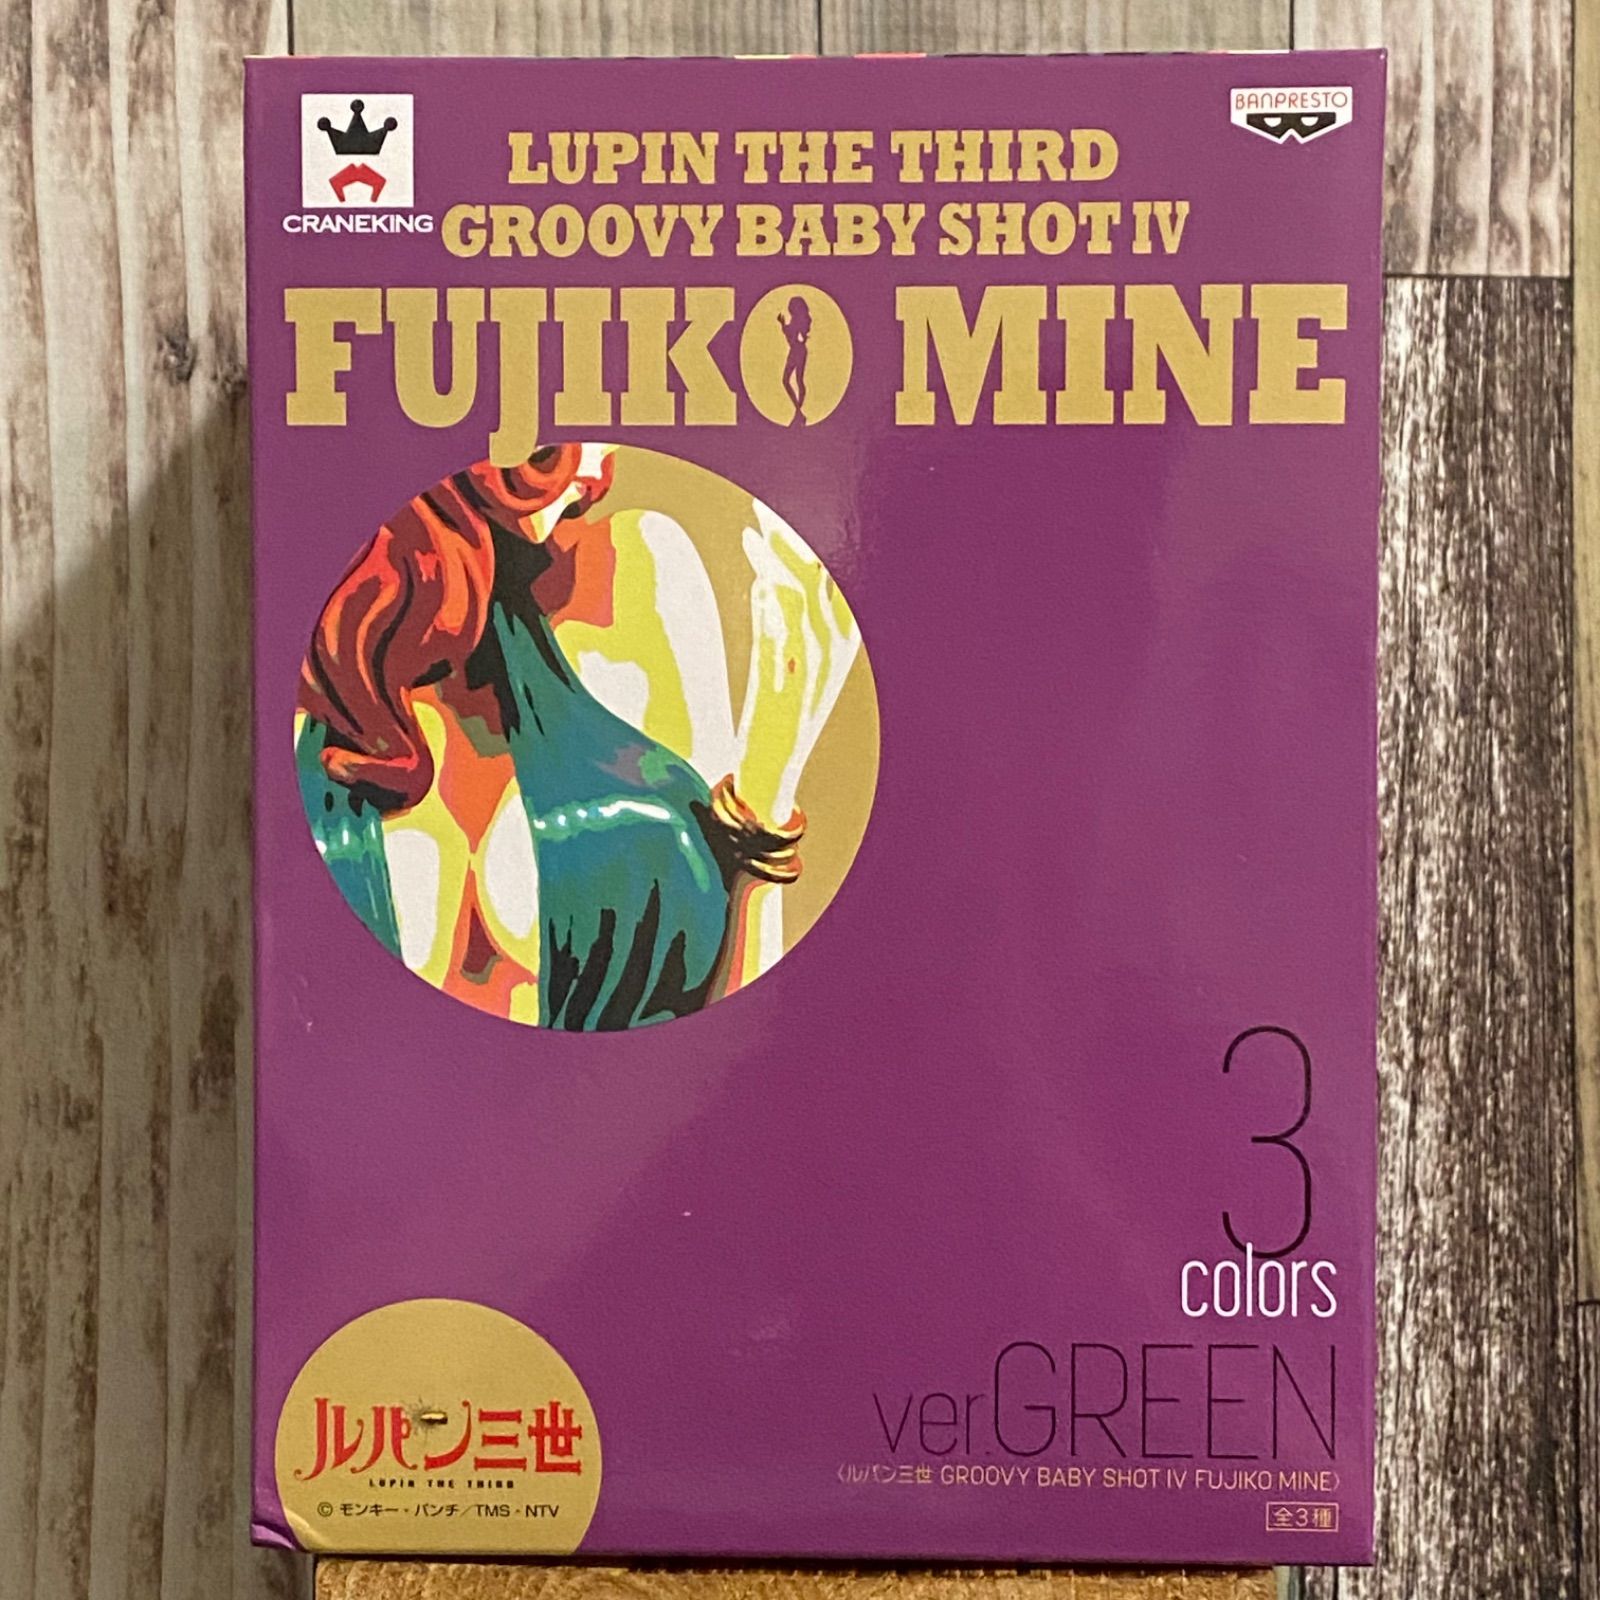 CRANEKING
BANPRESTO
LUPIN THE THIRD
GROOVY BABY SHOT IV
FUJIKO MINE
3
colors
ver.GREEN
〈ルパン三世 GROOVY BABY SHOT IV FUJIKO MINE〉
全3種
ルパン三世
LUPIN THE THIRD
© モンキー・パンチ/TMS・NTV